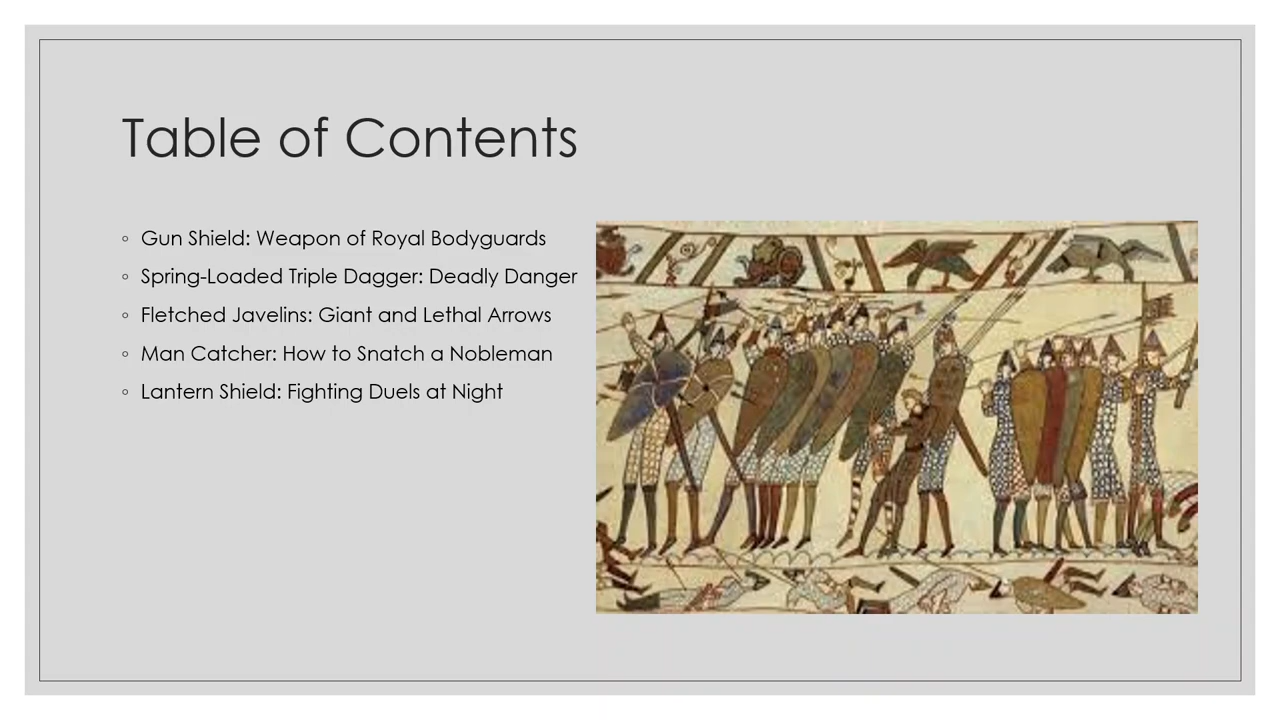 Table of Contents
Gun Shield: Weapon of Royal Bodyguards
Spring-Loaded Triple Dagger: Deadly Danger
Fletched Javelins: Giant and Lethal Arrows
Man Catcher: How to Snatch a Nobleman
Lantern Shield: Fighting Duels at Night